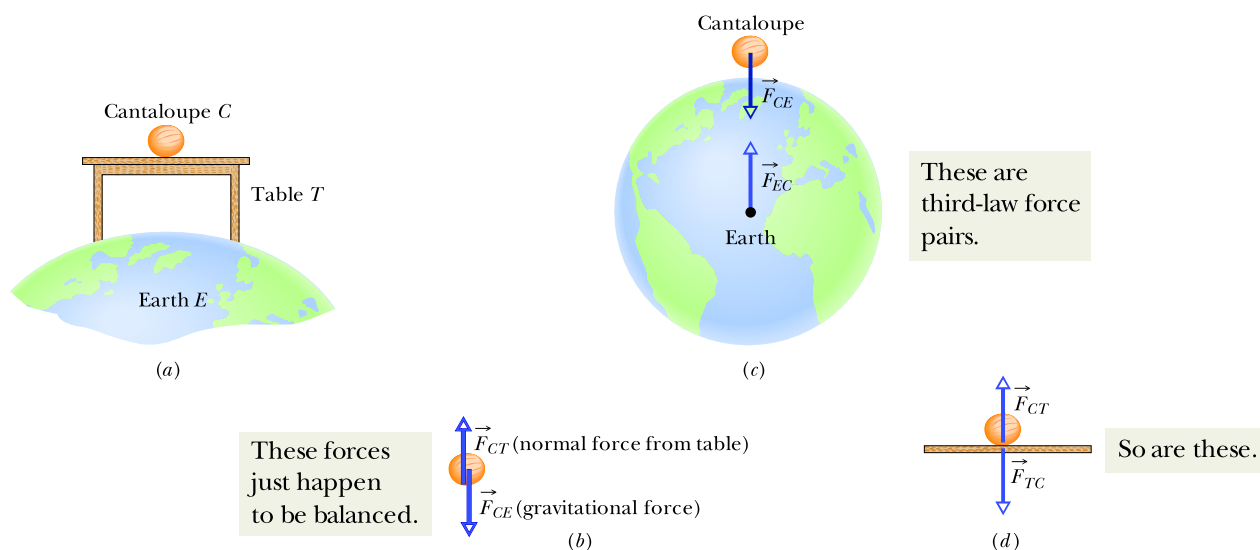 Cantaloupe C
Table T
Earth E
(a)
These forces
just happen
to be balanced.
F⃗CT (normal force from table)
F⃗CE (gravitational force)
(b)
Cantaloupe
F⃗CE
F⃗EC
Earth
(c)
These are
third-law force
pairs.
F⃗CT
F⃗TC
(d)
So are these.